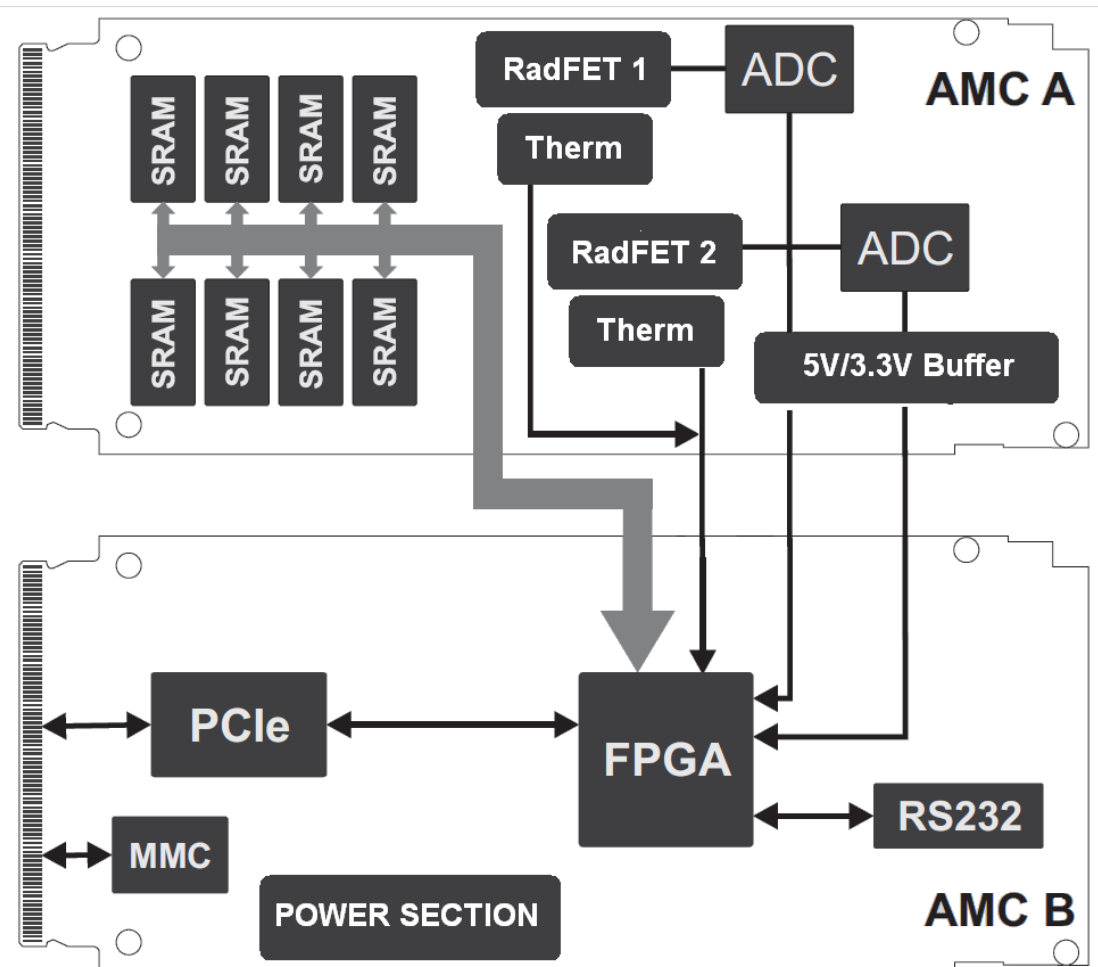 RadFET 1
ADC
AMC A
SRAM
SRAM
SRAM
SRAM
Therm
RadFET 2
ADC
SRAM
SRAM
SRAM
SRAM
Therm
5V/3.3V Buffer
PCIe
FPGA
RS232
MMC
POWER SECTION
AMC B